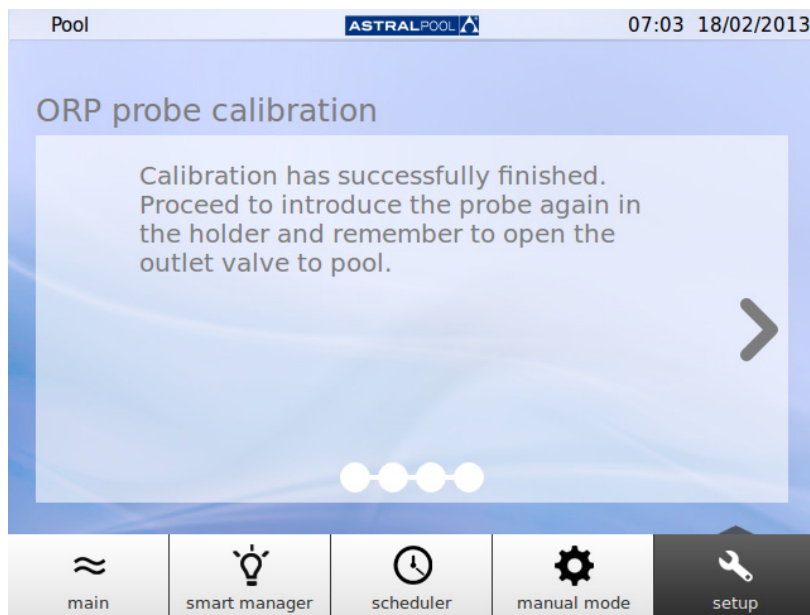 Pool
ASTRALPOOL
07:03 18/02/2013
ORP probe calibration
Calibration has successfully finished.
Proceed to introduce the probe again in
the holder and remember to open the
outlet valve to pool.
main
smart manager
scheduler
manual mode
setup